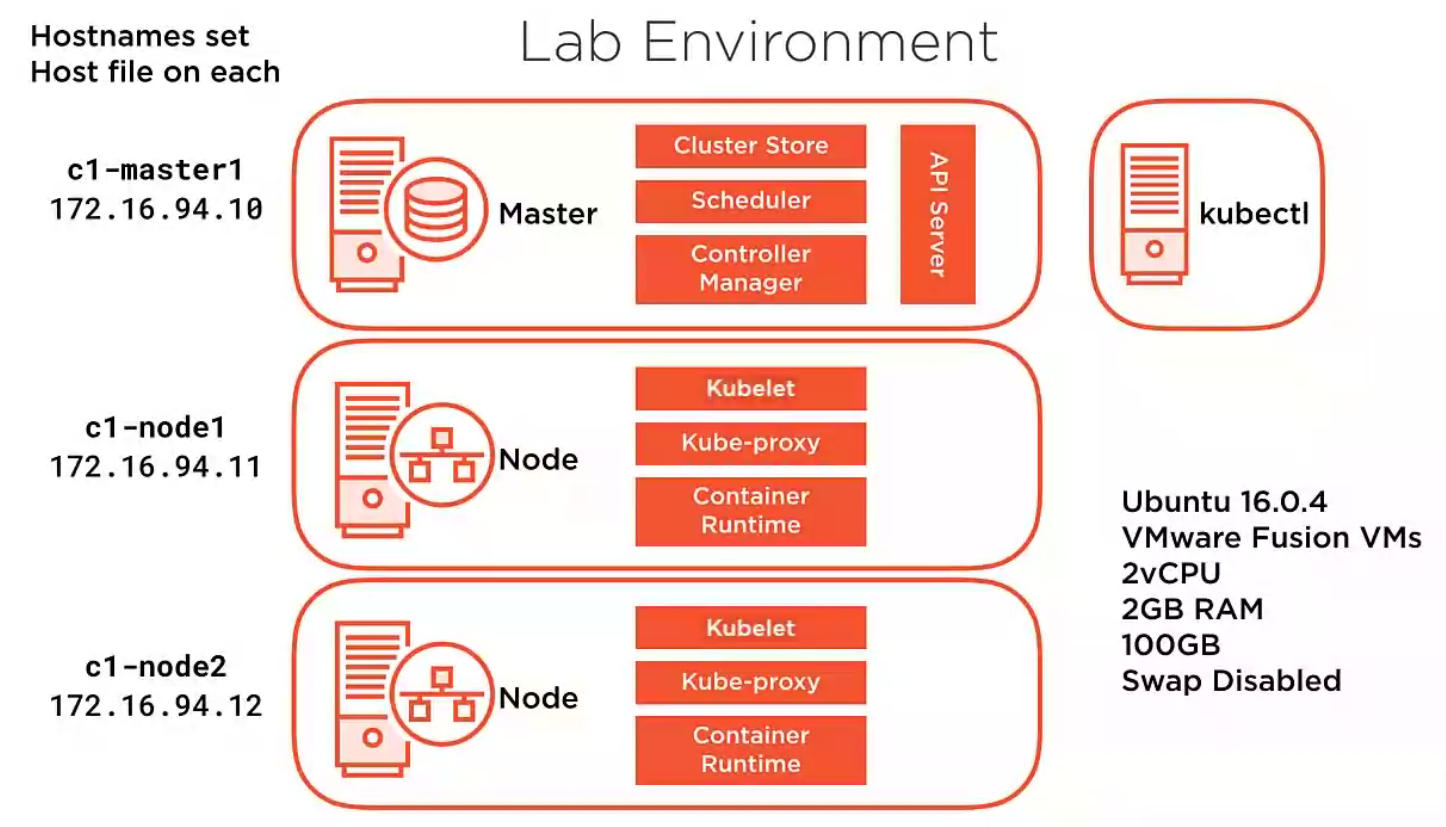 Lab Environment
Hostnames set
Host file on each
c1-master1
172.16.94.10
Master
Cluster Store
Scheduler
Controller
Manager
API Server
kubectl
c1-node1
172.16.94.11
Node
Kubelet
Kube-proxy
Container
Runtime
c1-node2
172.16.94.12
Node
Kubelet
Kube-proxy
Container
Runtime
Ubuntu 16.0.4
VMware Fusion VMs
2vCPU
2GB RAM
100GB
Swap Disabled